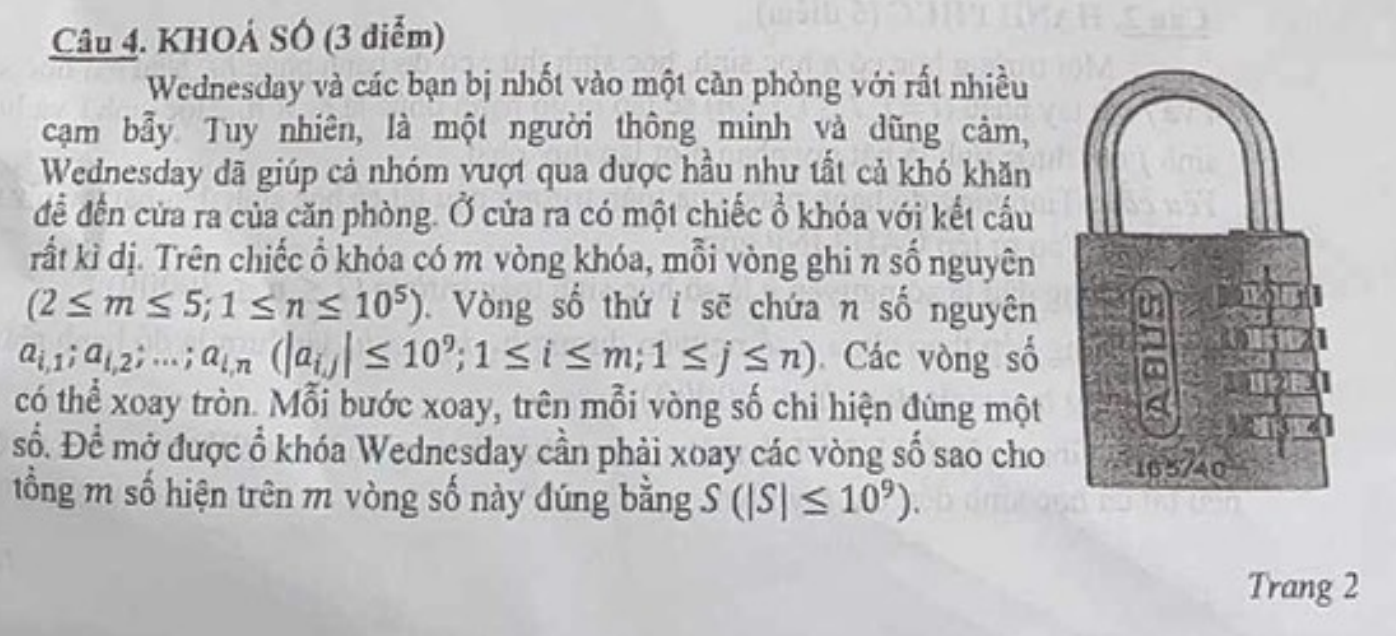 Câu 4. KHOÁ SỐ (3 điểm)
Wednesday và các bạn bị nhốt vào một căn phòng với rất nhiều
cạm bẫy. Tuy nhiên, là một người thông minh và dũng cảm,
Wednesday đã giúp cả nhóm vượt qua được hầu như tất cả khó khăn
để đến cửa ra của căn phòng. Ở cửa ra có một chiếc ổ khóa với kết cấu
rất kì dị. Trên chiếc ổ khóa có m vòng khóa, mỗi vòng ghi n số nguyên
(2 ≤ m ≤ 5; 1 ≤ n ≤ 10⁵). Vòng số thứ i sẽ chứa n số nguyên
a_{i,1}; a_{i,2}; ...; a_{i,n} (|a_{i,j}| ≤ 10⁹; 1 ≤ i ≤ m; 1 ≤ j ≤ n). Các vòng số
có thể xoay tròn. Mỗi bước xoay, trên mỗi vòng số chỉ hiện đúng một
số. Để mở được ổ khóa Wednesday cần phải xoay các vòng số sao cho
tổng m số hiện trên m vòng số này đúng bằng S (|S| ≤ 10⁹).
ABUS
165/40
Trang 2